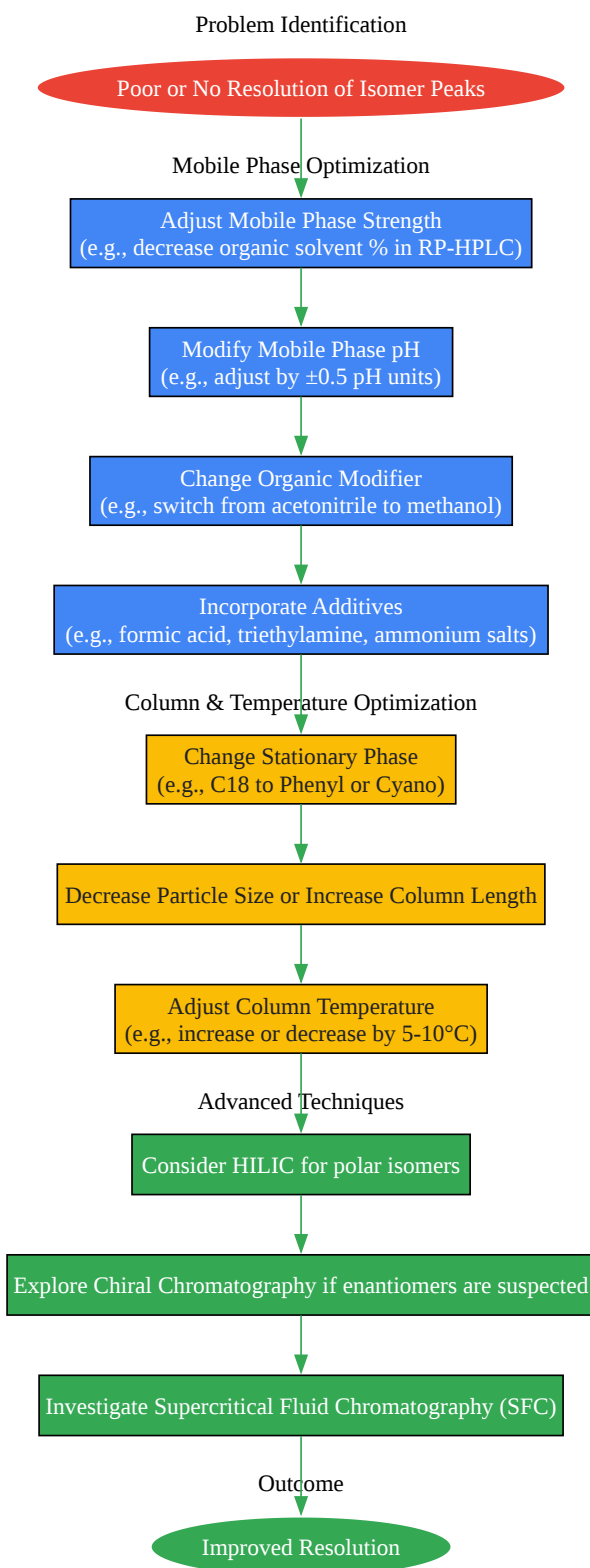 Problem Identification
Poor or No Resolution of Isomer Peaks
Mobile Phase Optimization
Adjust Mobile Phase Strength
(e.g., decrease organic solvent % in RP-HPLC)
Modify Mobile Phase pH
(e.g., adjust by ±0.5 pH units)
Change Organic Modifier
(e.g., switch from acetonitrile to methanol)
Incorporate Additives
(e.g., formic acid, triethylamine, ammonium salts)
Column & Temperature Optimization
Change Stationary Phase
(e.g., C18 to Phenyl or Cyano)
Decrease Particle Size or Increase Column Length
Adjust Column Temperature
(e.g., increase or decrease by 5-10°C)
Advanced Techniques
Consider HILIC for polar isomers
Explore Chiral Chromatography if enantiomers are suspected
Investigate Supercritical Fluid Chromatography (SFC)
Outcome
Improved Resolution